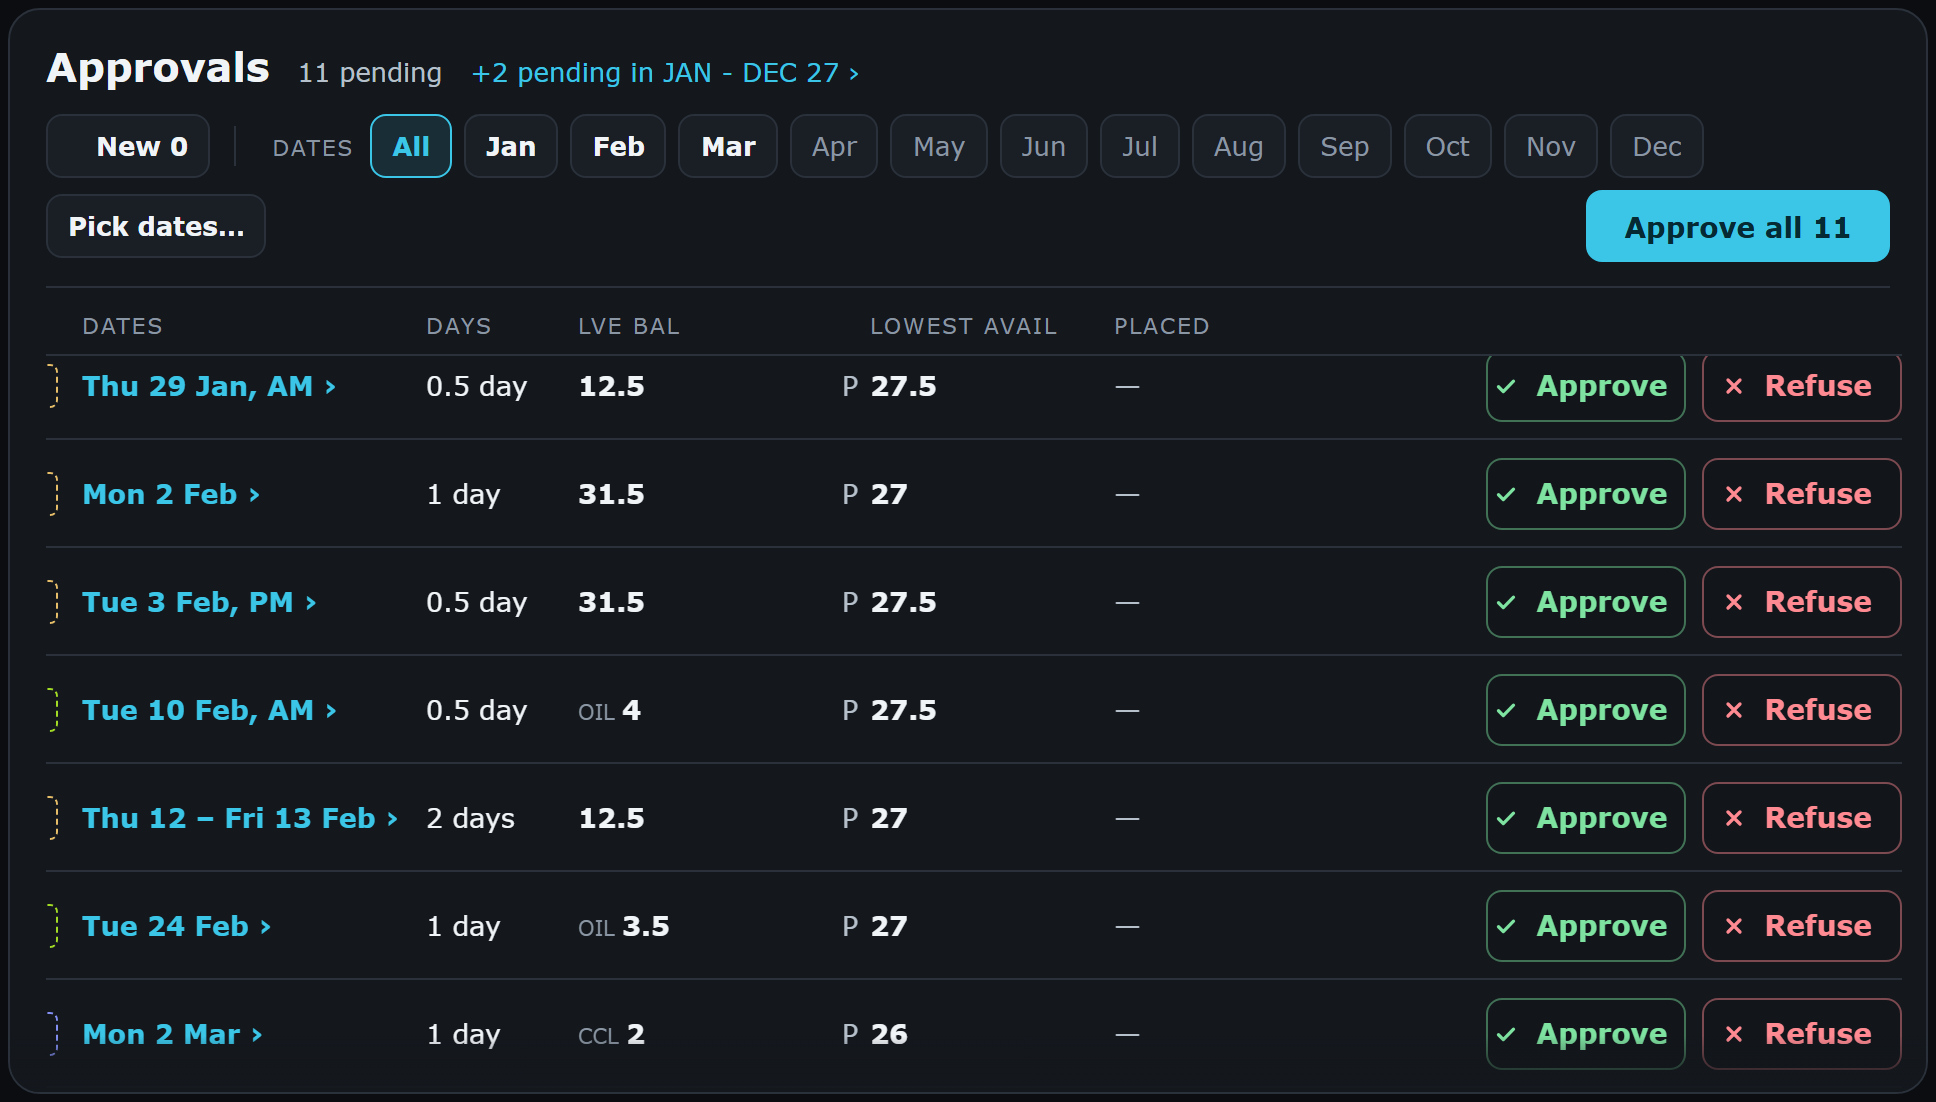 Approvals 11 pending +2 pending in JAN - DEC 27 ›
New 0 DATES All Jan Feb Mar Apr May Jun Jul Aug Sep Oct Nov Dec
Pick dates... Approve all 11
DATES DAYS LVE BAL LOWEST AVAIL PLACED
Thu 29 Jan, AM › 0.5 day 12.5 P 27.5 — ✓ Approve ✕ Refuse
Mon 2 Feb › 1 day 31.5 P 27 — ✓ Approve ✕ Refuse
Tue 3 Feb, PM › 0.5 day 31.5 P 27.5 — ✓ Approve ✕ Refuse
Tue 10 Feb, AM › 0.5 day OIL 4 P 27.5 — ✓ Approve ✕ Refuse
Thu 12 – Fri 13 Feb › 2 days 12.5 P 27 — ✓ Approve ✕ Refuse
Tue 24 Feb › 1 day OIL 3.5 P 27 — ✓ Approve ✕ Refuse
Mon 2 Mar › 1 day CCL 2 P 26 — ✓ Approve ✕ Refuse